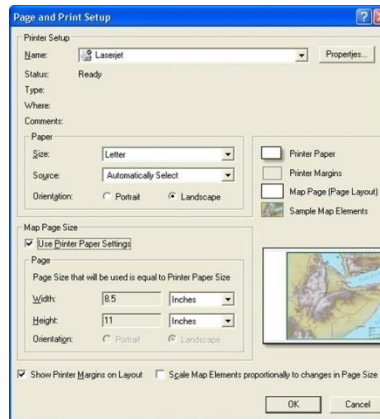 Page and Print Setup
Printer Setup
Name: Laserjet Properties...
Status: Ready
Type:
Where:
Comments:
Paper
Size: Letter
Source: Automatically Select
Orientation: Portrait Landscape
Printer Paper
Printer Margins
Map Page (Page Layout)
Sample Map Elements
Map Page Size
Use Printer Paper Settings
Page
Page Size that will be used is equal to Printer Paper Size
Width: 8.5 Inches
Height: 11 Inches
Orientation: Portrait Landscape
Show Printer Margins on Layout Scale Map Elements proportionally to changes in Page Size
OK Cancel